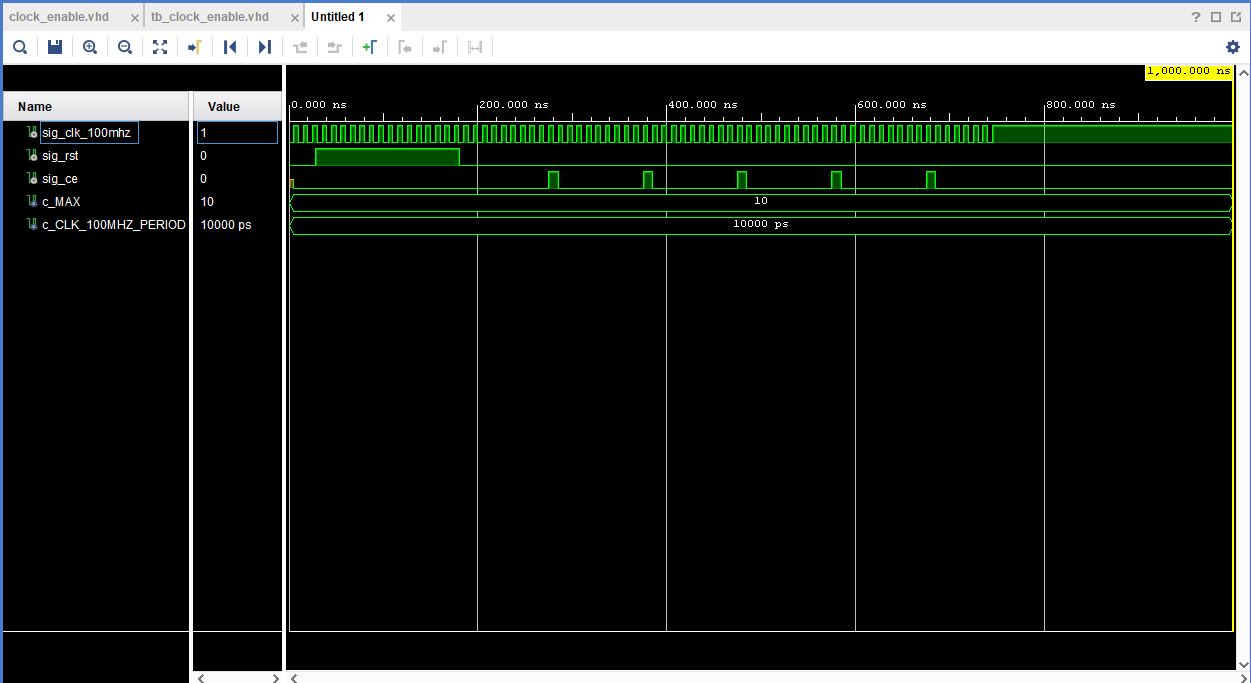 clock_enable.vhd × tb_clock_enable.vhd × Untitled 1 × ?
1,000.000 ns
Name Value 0.000 ns 200.000 ns 400.000 ns 600.000 ns 800.000 ns
sig_clk_100mhz 1
sig_rst 0
sig_ce 0
c_MAX 10 10
c_CLK_100MHZ_PERIOD 10000 ps 10000 ps